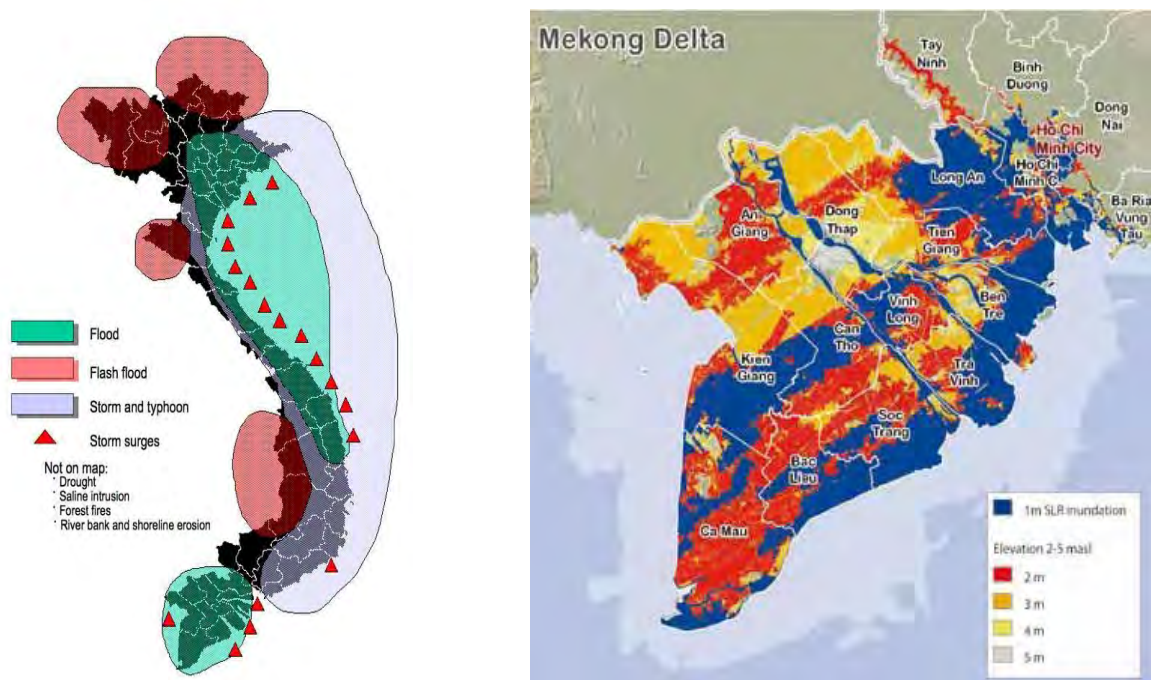 Flood
Flash flood
Storm and typhoon
Storm surges
Not on map:
' Drought
' Saline intrusion
' Forest fires
' River bank and shoreline erosion
Mekong Delta
Tay
Ninh
Binh
Duong
Dong
Nai
Ho Chi
Minh City
Ho Chi
Minh C.
Long An
Ba Ria
Vung
Tau
An
Giang
Dong
Thap
Tien
Giang
Vinh
Long
Ben
Tre
Can
Tho
Kien
Giang
Tra
Vinh
Soc
Trang
Bac
Lieu
Ca Mau
1m SLR inundation
Elevation 2-5 masl
2 m
3 m
4 m
5 m